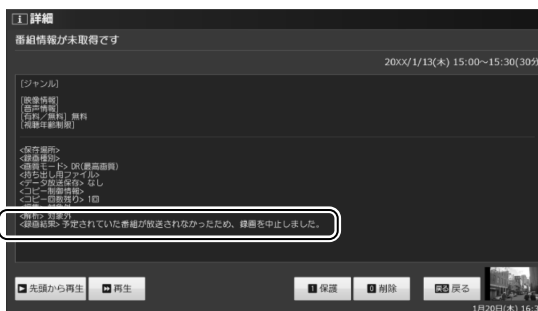 i 詳細
番組情報が未取得です
20XX/1/13(木) 15:00～15:30(30分
[ジャンル]
[映像情報]
[音声情報]
[有料／無料] 無料
[視聴年齢制限]
<保存場所>
<録画種別>
<画質モード> DR(最高画質)
<持ち出し用ファイル>
<データ放送保存> なし
<コピー制御情報>
<コピー回数残り> 1回
<解析> 対象外
<録画結果> 予定されていた番組が放送されなかったため、録画を中止しました。
先頭から再生
再生
1 保護
0 削除
戻る 戻る
1月20日(木) 16:3